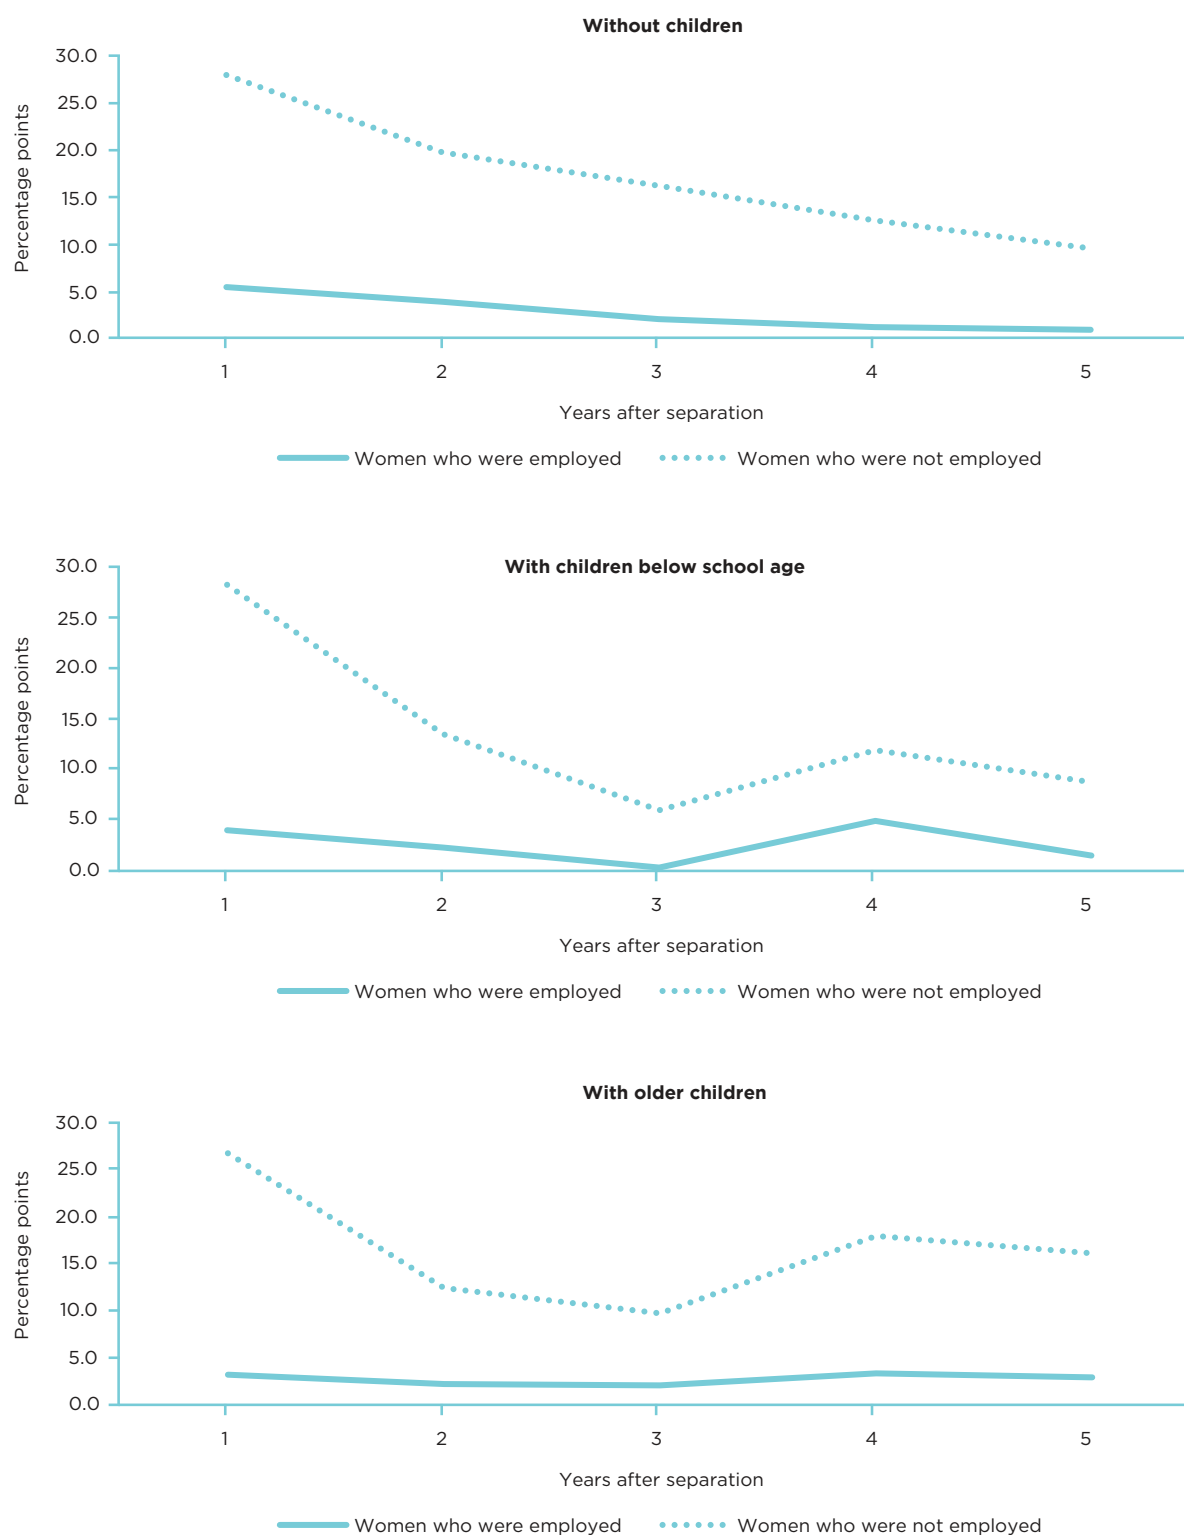 Without children
Percentage points
30.0
25.0
20.0
15.0
10.0
5.0
0.0
1 2 3 4 5
Years after separation
Women who were employed Women who were not employed
With children below school age
Percentage points
30.0
25.0
20.0
15.0
10.0
5.0
0.0
1 2 3 4 5
Years after separation
Women who were employed Women who were not employed
With older children
Percentage points
30.0
25.0
20.0
15.0
10.0
5.0
0.0
1 2 3 4 5
Years after separation
Women who were employed Women who were not employed